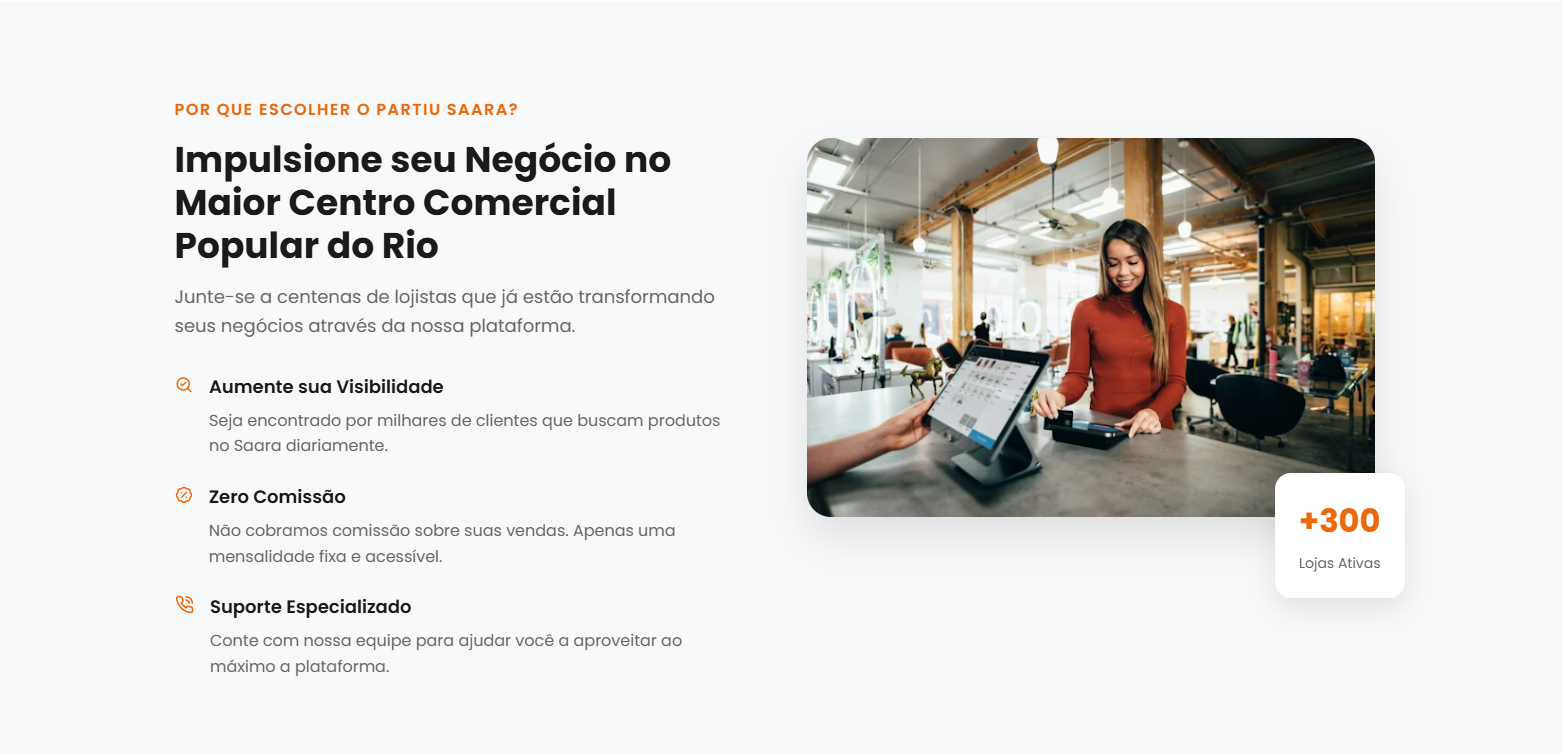 POR QUE ESCOLHER O PARTIU SAARA?
Impulsione seu Negócio no
Maior Centro Comercial
Popular do Rio
Junte-se a centenas de lojistas que já estão transformando
seus negócios através da nossa plataforma.
Aumente sua Visibilidade
Seja encontrado por milhares de clientes que buscam produtos
no Saara diariamente.
Zero Comissão
Não cobramos comissão sobre suas vendas. Apenas uma
mensalidade fixa e acessível.
Suporte Especializado
Conte com nossa equipe para ajudar você a aproveitar ao
máximo a plataforma.
+300
Lojas Ativas